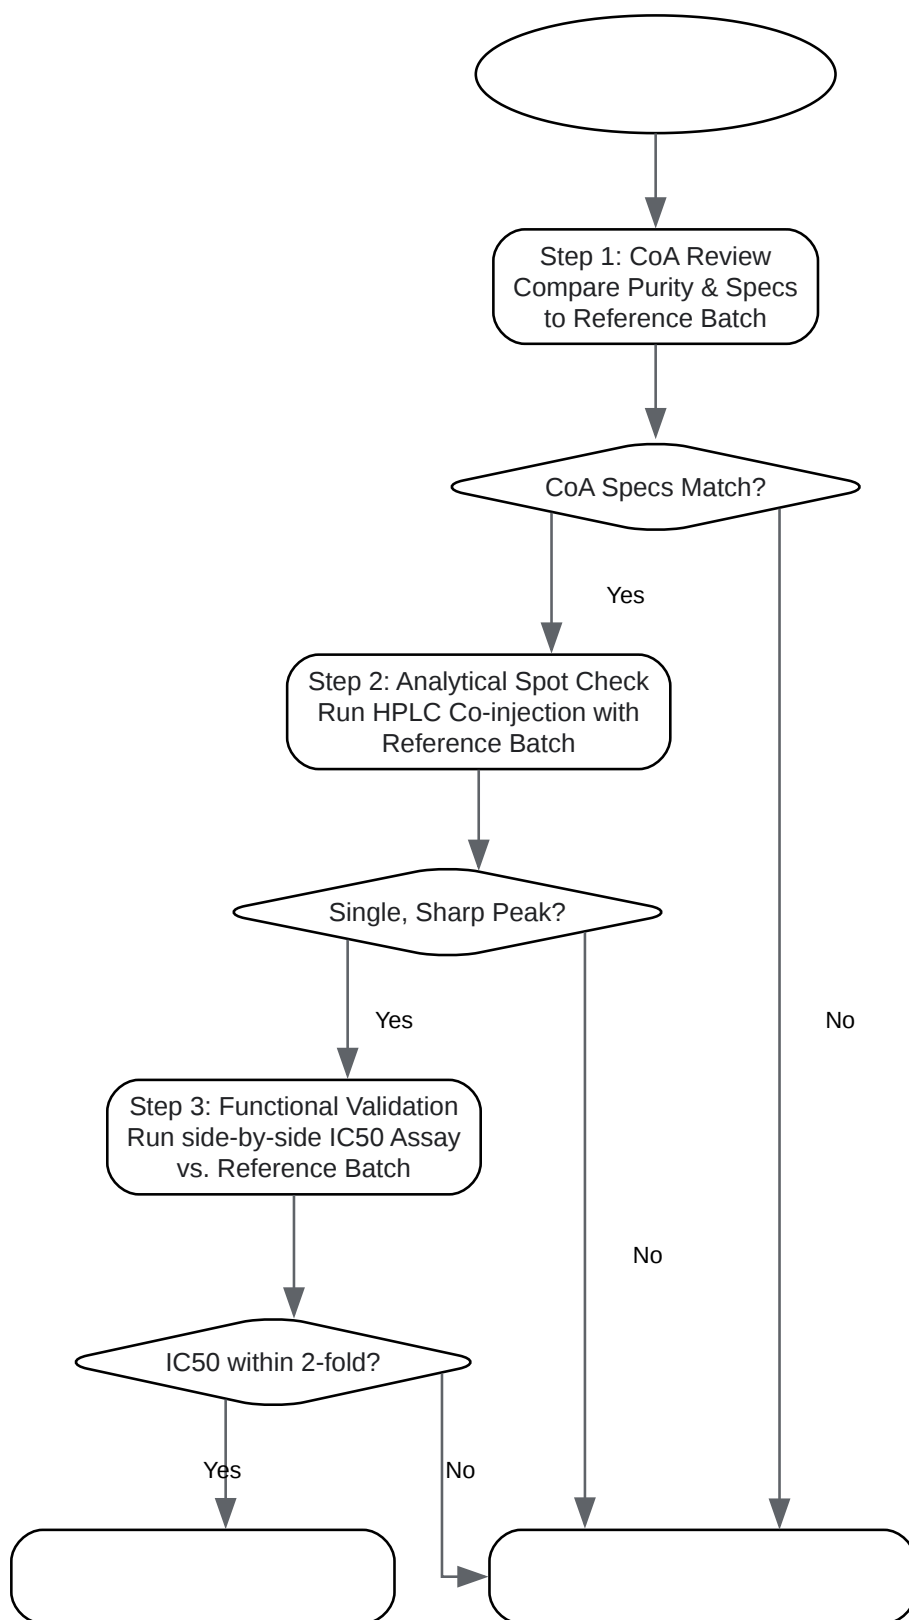 Step 1: CoA Review
Compare Purity & Specs
to Reference Batch
CoA Specs Match?
Yes
Step 2: Analytical Spot Check
Run HPLC Co-injection with
Reference Batch
Single, Sharp Peak?
Yes
No
Step 3: Functional Validation
Run side-by-side IC50 Assay
vs. Reference Batch
No
IC50 within 2-fold?
Yes
No